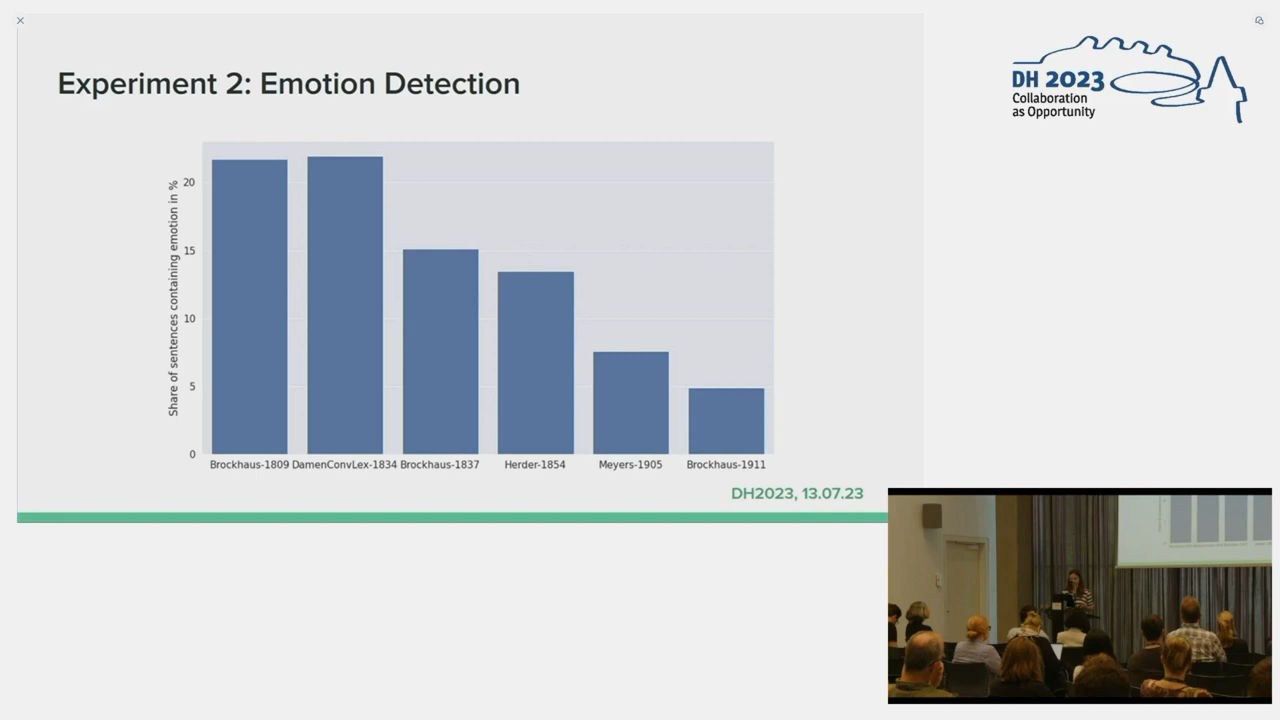 Experiment 2: Emotion Detection
DH 2023
Collaboration
as Opportunity
Share of sentences containing emotion in %
20
15
10
5
0
Brockhaus-1809 DamenConvLex-1834 Brockhaus-1837 Herder-1854 Meyers-1905 Brockhaus-1911
DH2023, 13.07.23